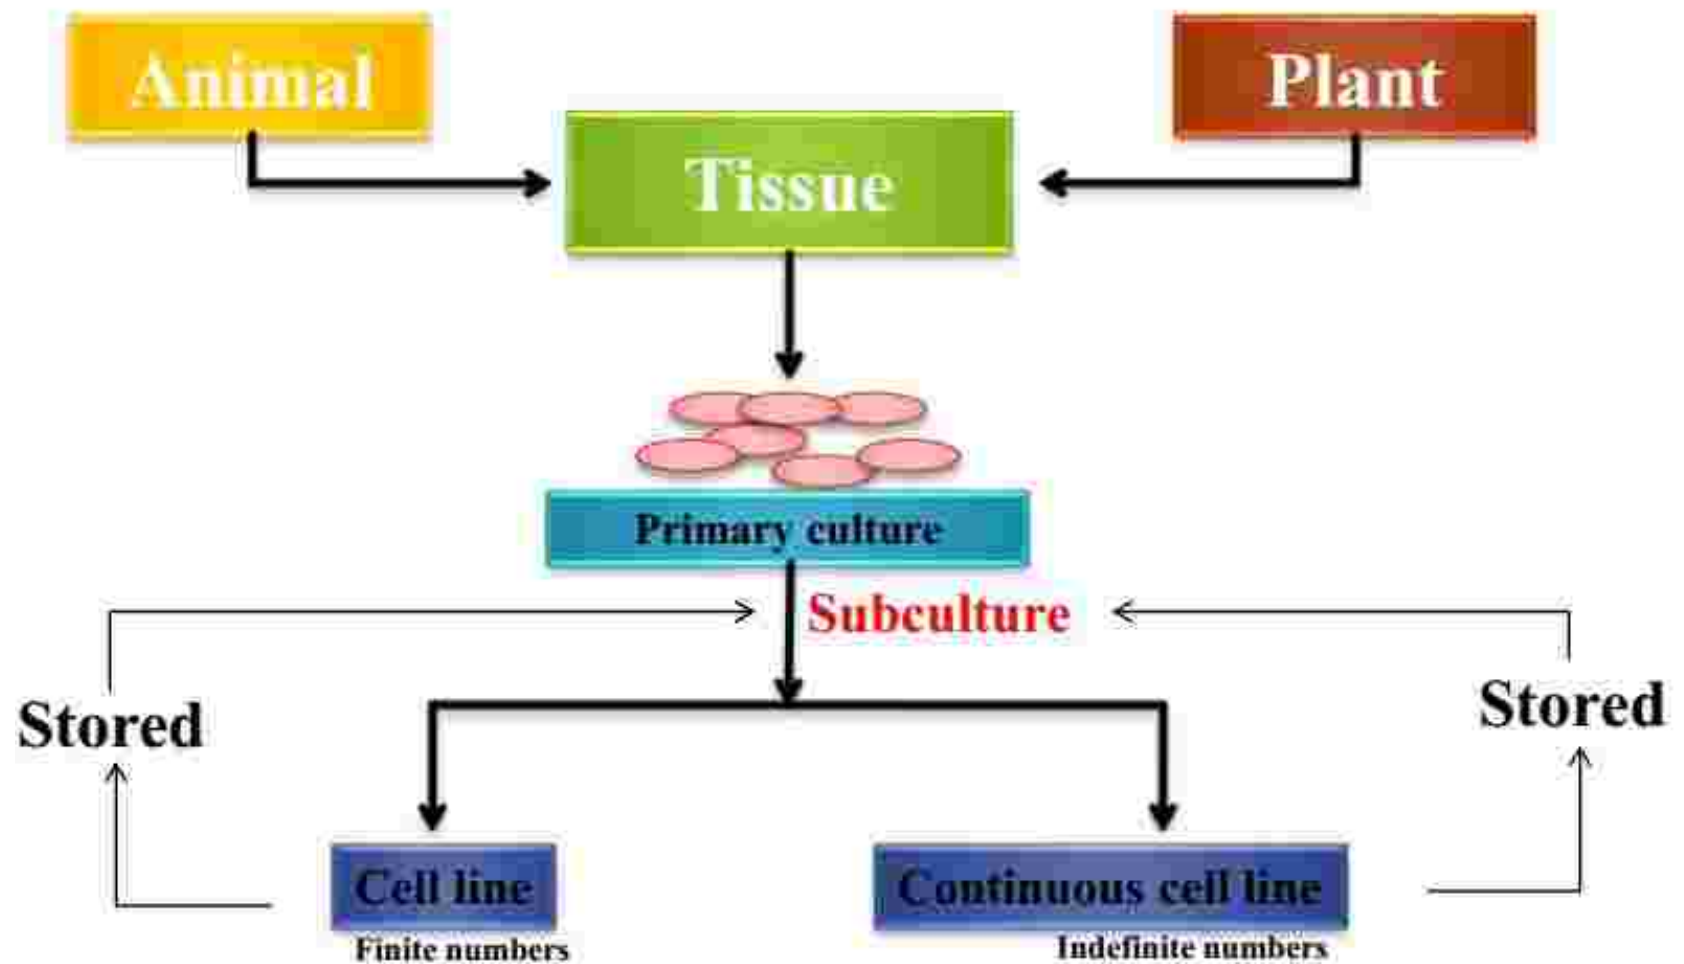 Animal
Plant
Tissue
Primary culture
Subculture
Stored
Stored
Cell line
Continuous cell line
Finite numbers
Indefinite numbers